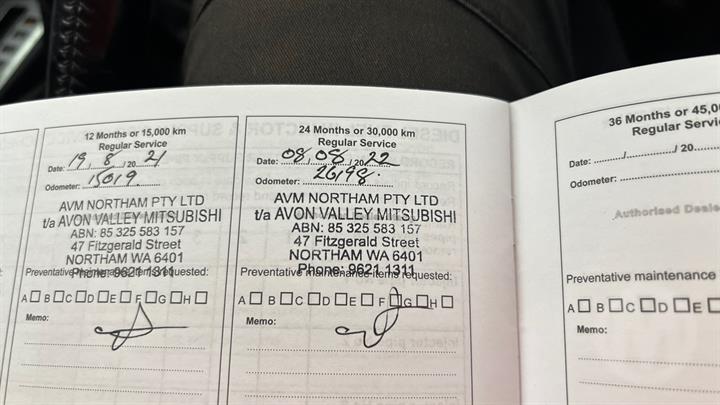 12 Months or 15,000 km
Regular Service
Date: 19, 8 /20 21
Odometer: 15019
AVM NORTHAM PTY LTD
t/a AVON VALLEY MITSUBISHI
ABN: 85 325 583 157
47 Fitzgerald Street
NORTHAM WA 6401
Phone: 9621 1311
Preventative maintenance items requested:
A B C D E F G H
Memo:
24 Months or 30,000 km
Regular Service
Date: 08, 08, /20 22
Odometer: 26198
AVM NORTHAM PTY LTD
t/a AVON VALLEY MITSUBISHI
ABN: 85 325 583 157
47 Fitzgerald Street
NORTHAM WA 6401
Phone: 9621 1311
Preventative maintenance items requested:
A B C D E F G H
Memo:
36 Months or 45,0
Regular Servi
Date: ........./........./ 20.....
Odometer:
Authorised Deale
Preventative maintenance
A B C D E
Memo: